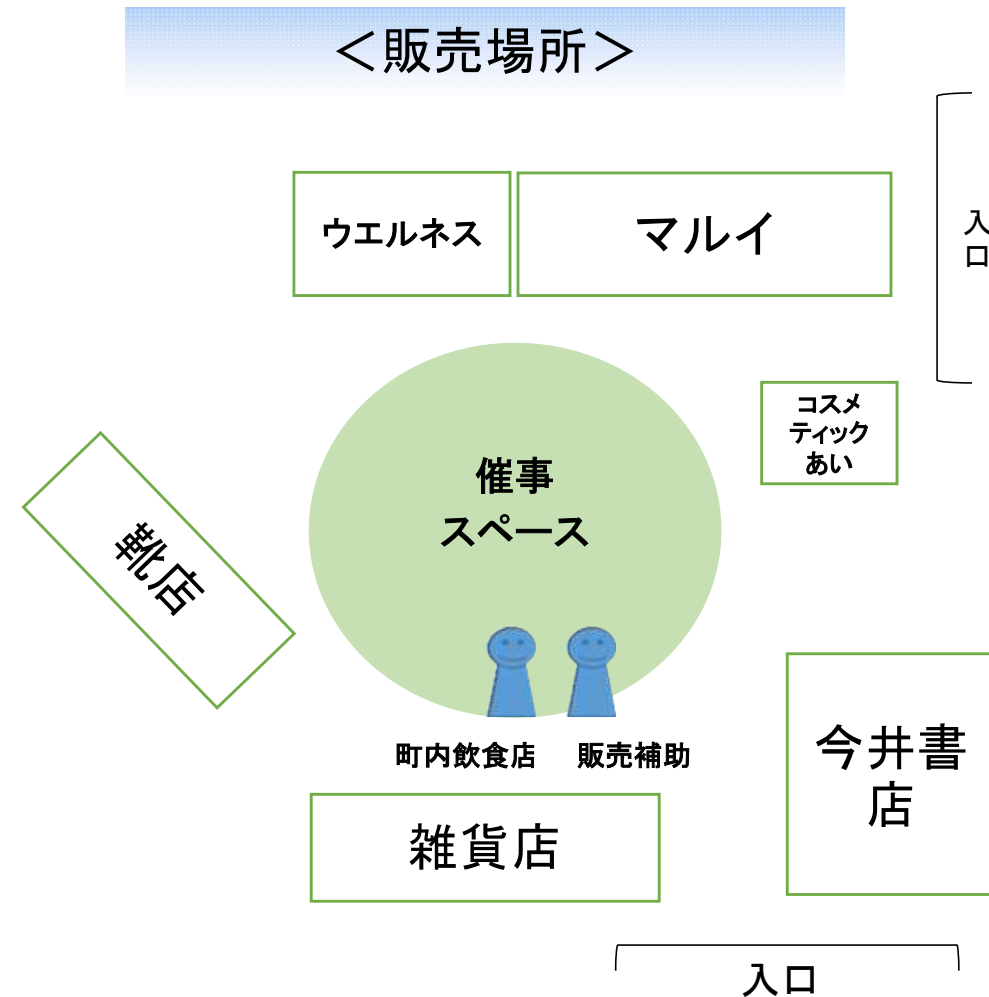 ＜販売場所＞
ウエルネス
マルイ
入
口
コスメ
ティック
あい
催事
スペース
靴店
町内飲食店
販売補助
今井書
店
雑貨店
入口